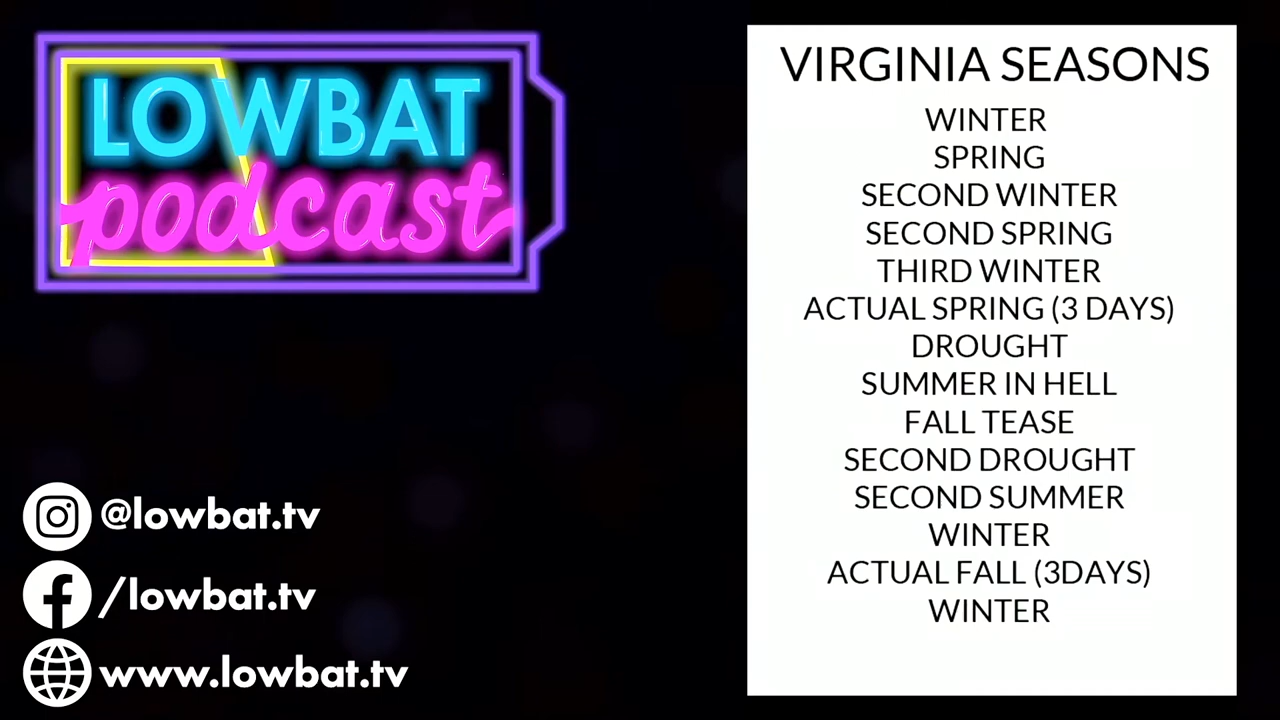 LOWBAT
podcast
@lowbat.tv
/lowbat.tv
www.lowbat.tv
VIRGINIA SEASONS
WINTER
SPRING
SECOND WINTER
SECOND SPRING
THIRD WINTER
ACTUAL SPRING (3 DAYS)
DROUGHT
SUMMER IN HELL
FALL TEASE
SECOND DROUGHT
SECOND SUMMER
WINTER
ACTUAL FALL (3DAYS)
WINTER